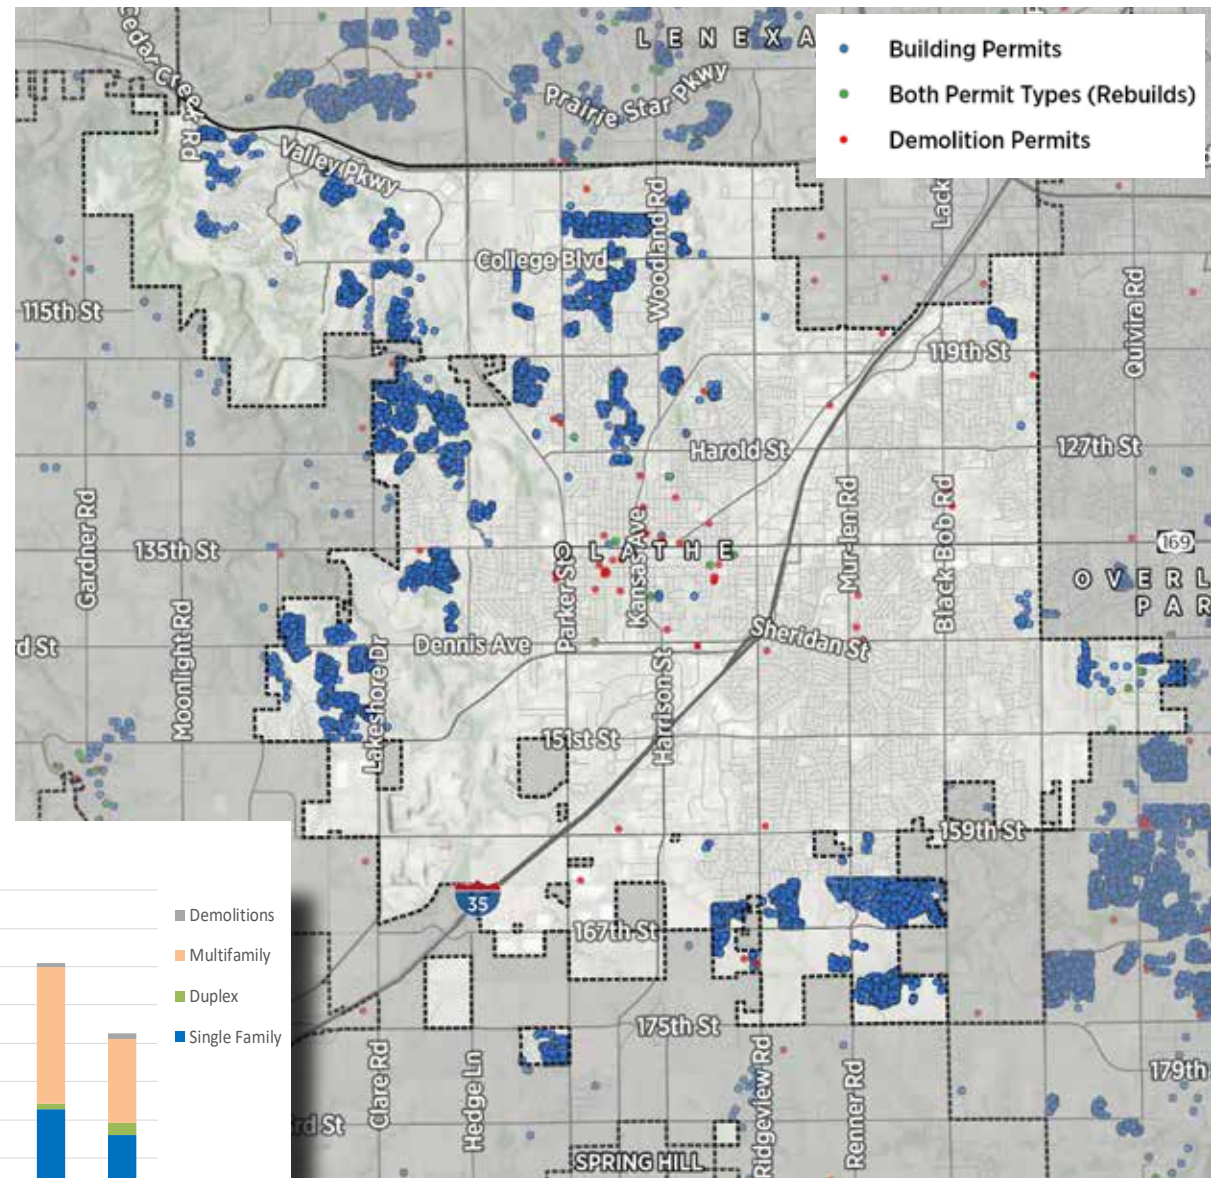 Cedar Creek Rd
LENEXA
Prairie Star Pkwy
Building Permits
Both Permit Types (Rebuilds)
Demolition Permits
Valley Pkwy
Woodland Rd
Lack
College Blvd
115th St
Quivira Rd
119th St
Harold St
127th St
Gardner Rd
Mur-len Rd
Black Bob Rd
135th St
OLATHE
Kansas Ave
Parker St
169
OVERL
PAR
Moonlight Rd
d St
Dennis Ave
Sheridan St
Lakeshore Dr
Harrison St
151st St
159th St
35
167th St
Demolitions
Multifamily
Duplex
Single Family
175th St
Clare Rd
Hedge Ln
Ridgeview Rd
Renner Rd
179th
3rd St
SPRING HILL